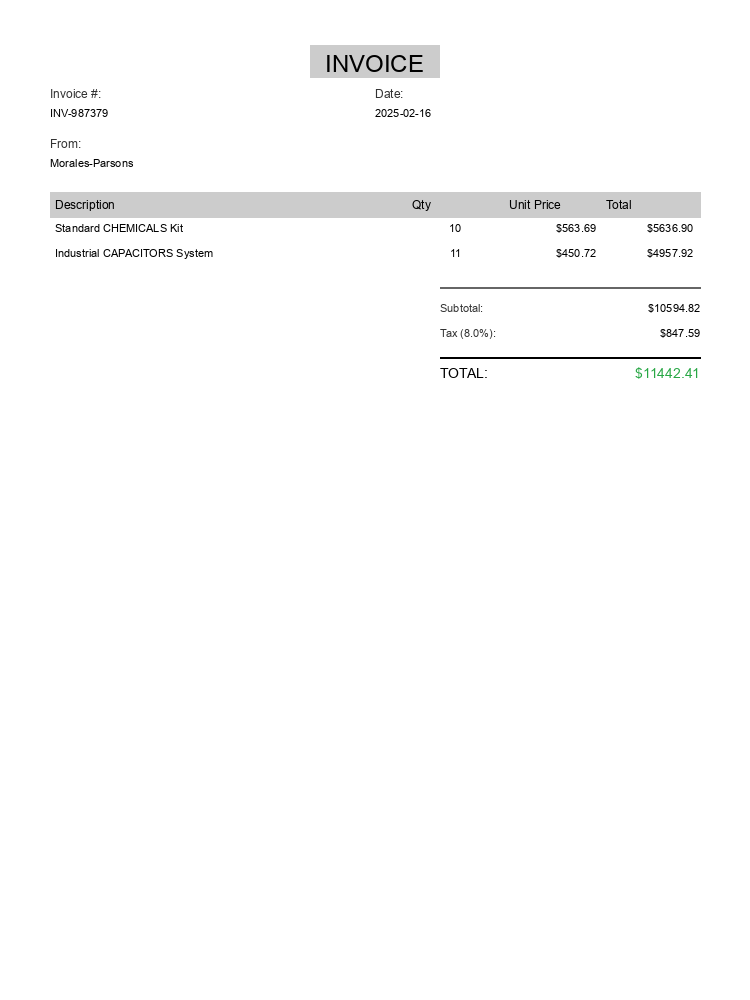 INVOICE
Invoice #: Date:
INV-987379 2025-02-16
From:
Morales-Parsons
Description Qty Unit Price Total
Standard CHEMICALS Kit 10 $563.69 $5636.90
Industrial CAPACITORS System 11 $450.72 $4957.92
Subtotal: $10594.82
Tax (8.0%): $847.59
TOTAL: $11442.41